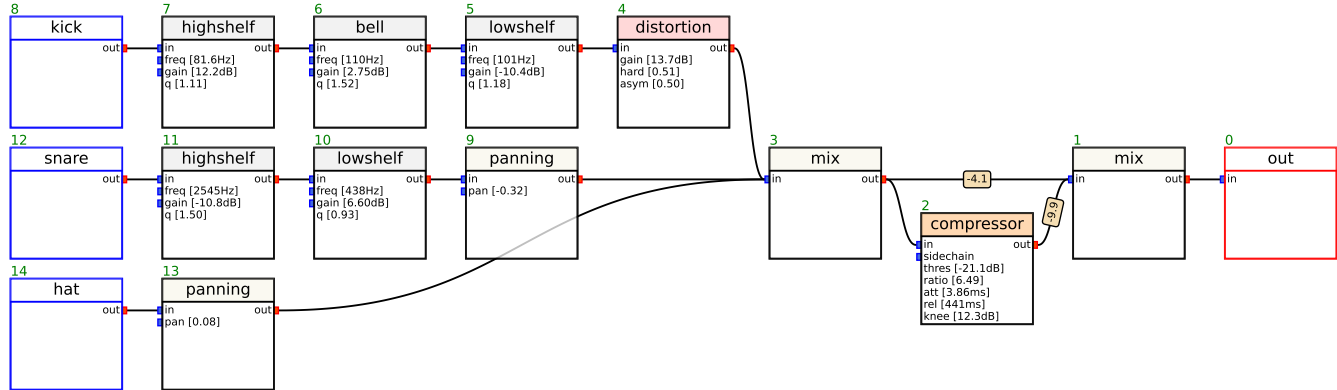 8
kick
out
7
highshelf
in out
freq [81.6Hz]
gain [12.2dB]
q [1.11]
6
bell
in out
freq [110Hz]
gain [2.75dB]
q [1.52]
5
lowshelf
in out
freq [101Hz]
gain [-10.4dB]
q [1.18]
4
distortion
in out
gain [13.7dB]
hard [0.51]
asym [0.50]
12
snare
out
11
highshelf
in out
freq [2545Hz]
gain [-10.8dB]
q [1.50]
10
lowshelf
in out
freq [438Hz]
gain [6.60dB]
q [0.93]
9
panning
in out
pan [-0.32]
3
mix
in out
-4.1
1
mix
in out
0
out
in
2
compressor
in out
sidechain
thres [-21.1dB]
ratio [6.49]
att [3.86ms]
rel [441ms]
knee [12.3dB]
-9.9
14
hat
out
13
panning
in out
pan [0.08]